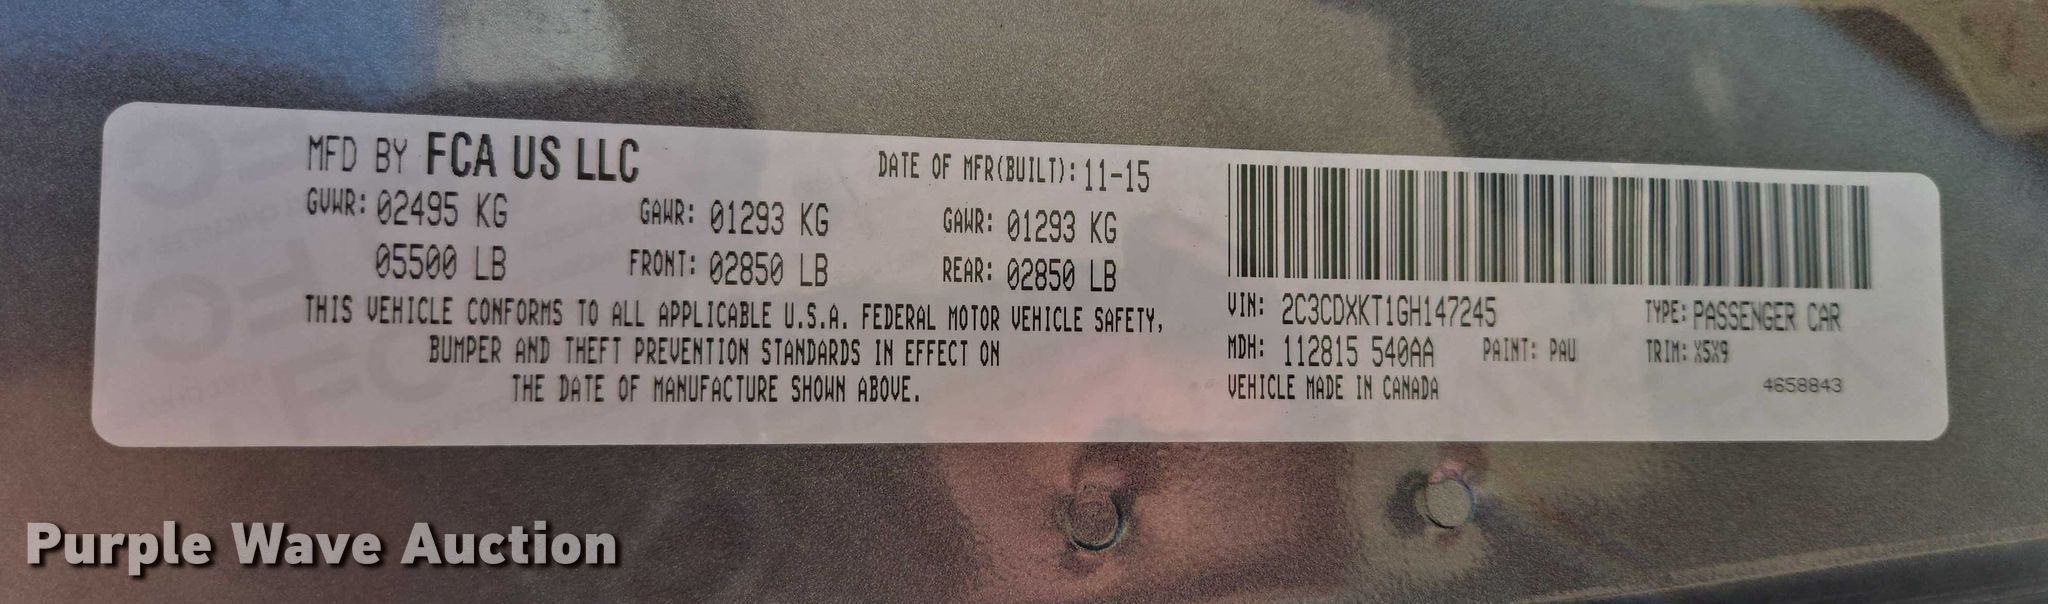 MFD BY FCA US LLC
DATE OF MFR(BUILT): 11-15
GVWR: 02495 KG
GAWR: 01293 KG
GAWR: 01293 KG
05500 LB
FRONT: 02850 LB
REAR: 02850 LB
THIS VEHICLE CONFORMS TO ALL APPLICABLE U.S.A. FEDERAL MOTOR VEHICLE SAFETY,
BUMPER AND THEFT PREVENTION STANDARDS IN EFFECT ON
THE DATE OF MANUFACTURE SHOWN ABOVE.
VIN: 2C3CDXKT1GH147245
TYPE: PASSENGER CAR
MDH: 112815 540AA
PAINT: PAU
TRIM: X5X9
VEHICLE MADE IN CANADA
4658843
Purple Wave Auction